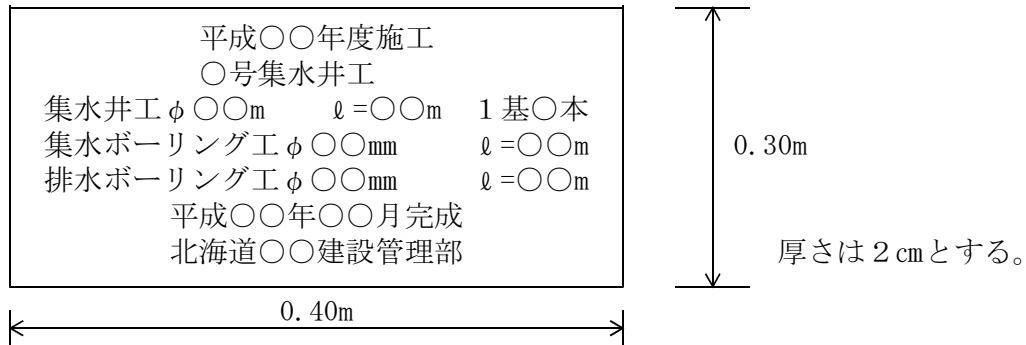 平成○○年度施工
○号集水井工
集水井工φ○○m ℓ=○○m 1基○本
集水ボーリング工φ○○㎜ ℓ=○○m
排水ボーリング工φ○○㎜ ℓ=○○m
平成○○年○○月完成
北海道○○建設管理部
0.30m
厚さは2㎝とする。
0.40m